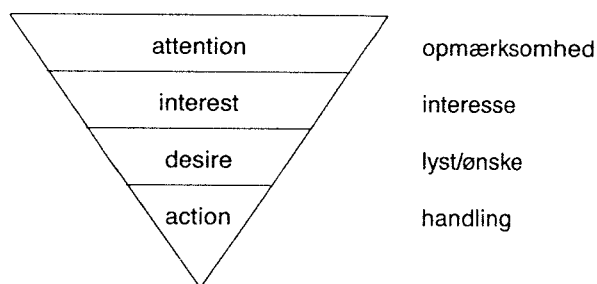 attention opmærksomhed
interest interesse
desire lyst/ønske
action handling